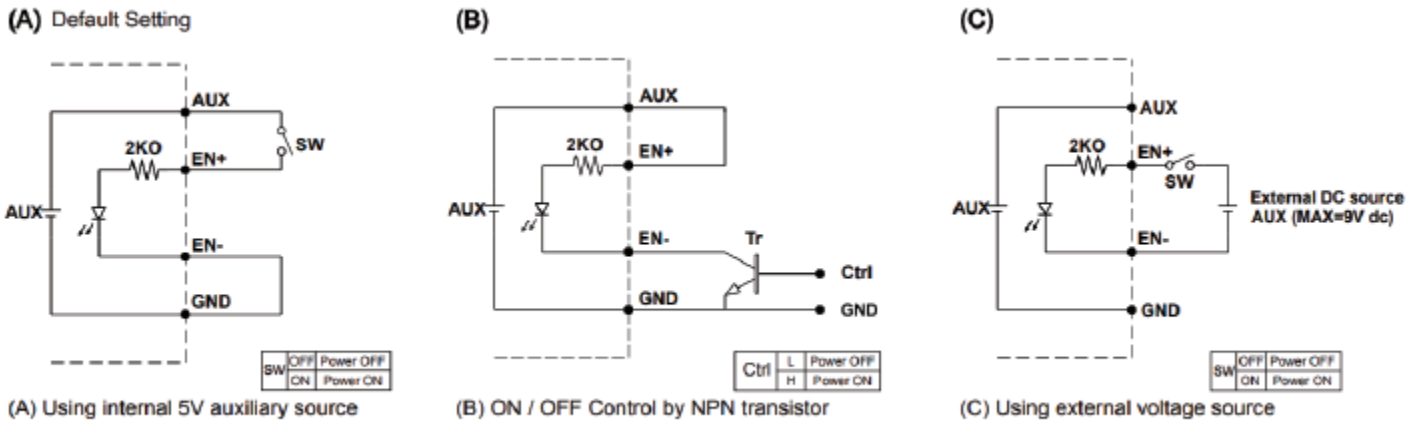 (A) Default Setting
AUX
2KO
EN+
SW
AUX
EN-
GND
SW OFF Power OFF
ON Power ON
(A) Using internal 5V auxiliary source
(B)
AUX
2KO
EN+
AUX
EN-
Tr
Ctrl
GND
GND
Ctrl L Power OFF
H Power ON
(B) ON / OFF Control by NPN transistor
(C)
AUX
2KO
EN+
SW
AUX
External DC source
AUX (MAX=9V dc)
EN-
GND
SW OFF Power OFF
ON Power ON
(C) Using external voltage source